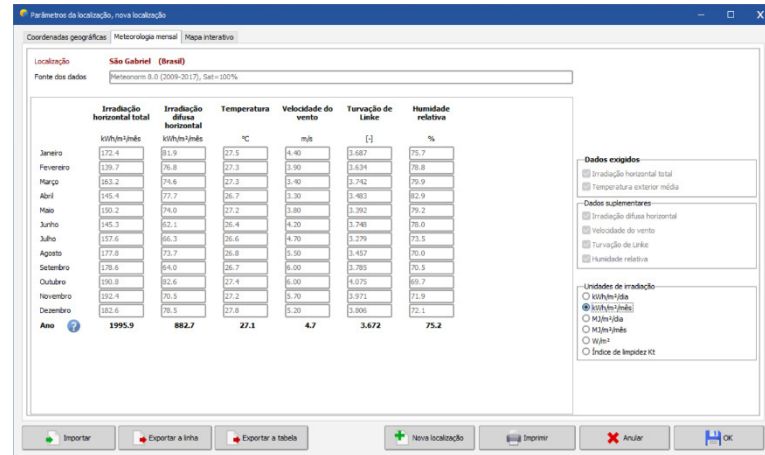 Parâmetros da localização, nova localização
Coordenadas geográficas Meteorologia mensal Mapa interativo
Localização São Gabriel (Brasil)
Fonte dos dados Meteonorm 8.0 (2009-2017), Sat=100%
Irradiação horizontal total Irradiação difusa horizontal Temperatura Velocidade do vento Turvação de Linke Humidade relativa
kWh/m²/mês kWh/m²/mês °C m/s [-] %
Janeiro 172.4 81.9 27.5 4.40 3.687 75.7
Fevereiro 139.7 76.8 27.3 3.90 3.634 78.8
Março 163.2 74.6 27.3 3.40 3.742 79.9
Abril 145.4 77.7 26.7 3.30 3.483 82.9
Maio 150.2 74.0 27.2 3.80 3.392 79.2
Junho 145.3 62.1 26.4 4.20 3.748 78.0
Julho 157.6 66.3 26.6 4.70 3.279 73.5
Agosto 177.8 73.7 26.8 5.50 3.457 70.0
Setembro 178.6 64.0 26.7 6.00 3.785 70.5
Outubro 190.8 82.6 27.4 6.00 4.075 69.7
Novembro 192.4 70.5 27.2 5.70 3.971 71.9
Dezembro 182.6 78.5 27.8 5.20 3.806 72.1
Ano ? 1995.9 882.7 27.1 4.7 3.672 75.2
Dados exigidos
Irradiação horizontal total
Temperatura exterior média
Dados suplementares
Irradiação difusa horizontal
Velocidade do vento
Turvação de Linke
Humidade relativa
Unidades de irradiação
kWh/m²/dia
kWh/m²/mês
MJ/m²/dia
MJ/m²/mês
W/m²
Índice de limpidez Kt
Importar Exportar a linha Exportar a tabela Nova localização Imprimir Anular OK